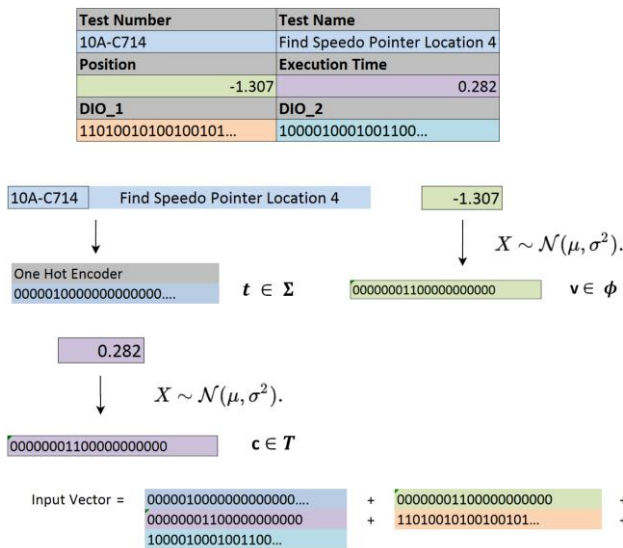 Test Number Test Name
10A-C714 Find Speedo Pointer Location 4
Position Execution Time
-1.307 0.282
DIO_1 DIO_2
11010010100100101... 1000010001001100...
10A-C714 Find Speedo Pointer Location 4 -1.307
X ~ 𝒩(μ, σ²).
One Hot Encoder
00000100000000000000.... t ∈ Σ 00000001100000000000 v ∈ ϕ
0.282
X ~ 𝒩(μ, σ²).
00000001100000000000 c ∈ T
Input Vector = 00000100000000000000.... + 00000001100000000000 +
00000001100000000000 + 11010010100100101... +
1000010001001100...